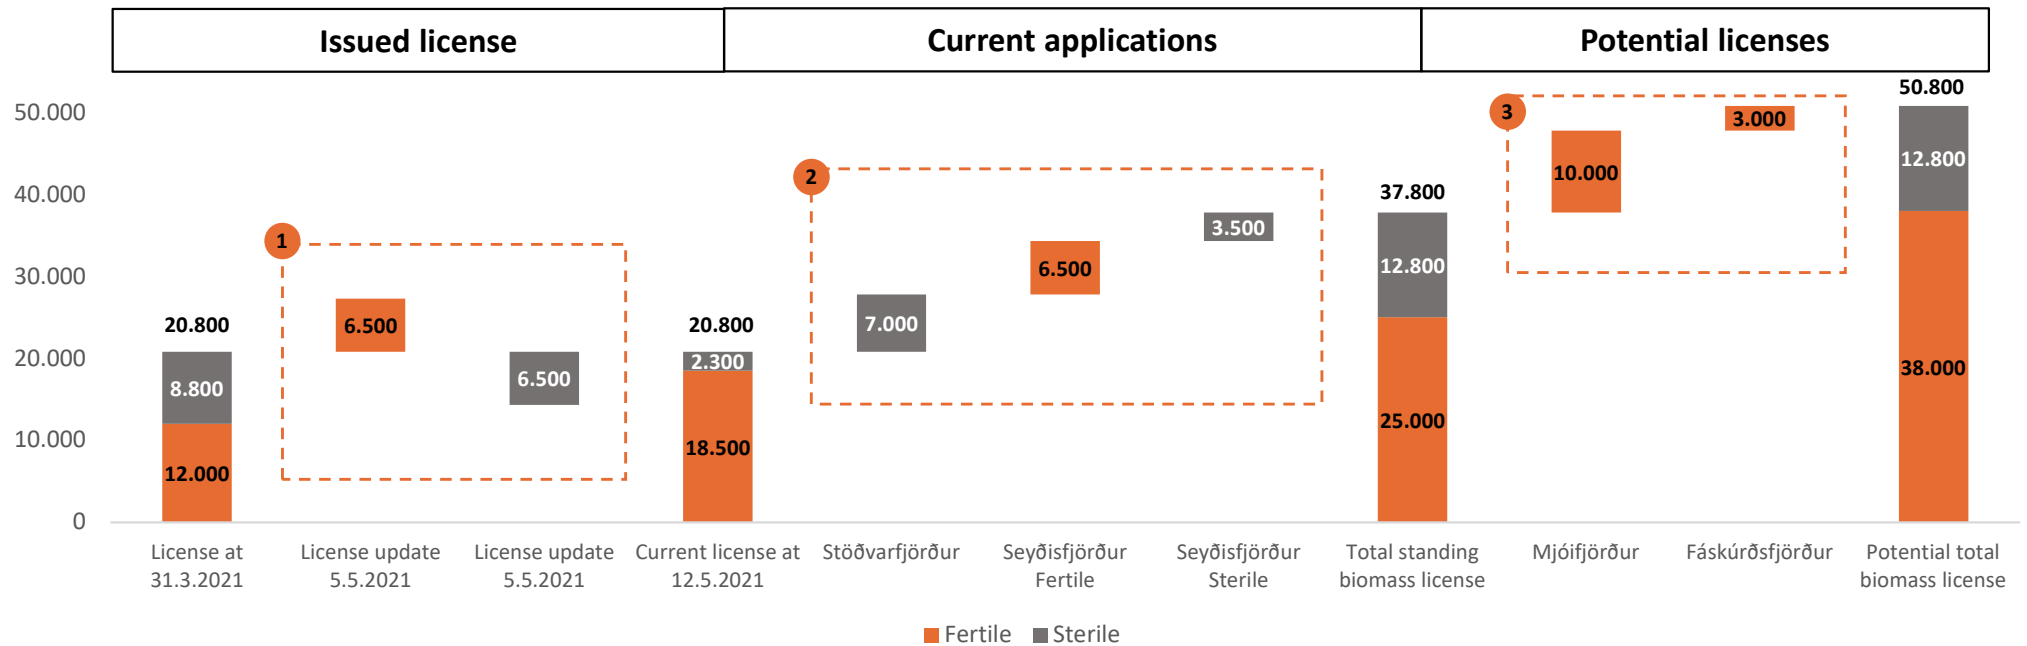 Issued license
Current applications
Potential licenses
50.000
40.000
30.000
20.000
10.000
0
20.800
8.800
12.000
1
6.500
6.500
20.800
2.300
18.500
2
7.000
6.500
3.500
37.800
12.800
25.000
3
10.000
3.000
50.800
12.800
38.000
License at
31.3.2021
License update
5.5.2021
License update
5.5.2021
Current license at
12.5.2021
Stöðvarfjörður
Seyðisfjörður
Fertile
Seyðisfjörður
Sterile
Total standing
biomass license
Mjóifjörður
Fáskúrðsfjörður
Potential total
biomass license
Fertile
Sterile